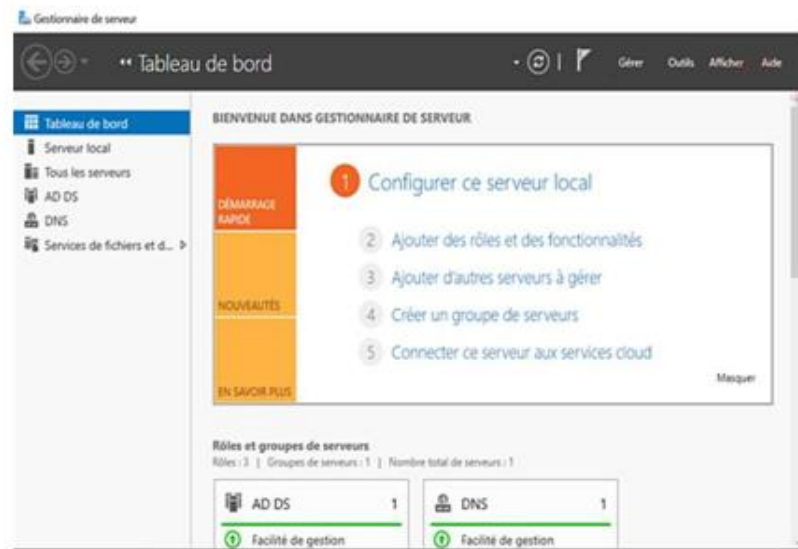 Gestionnaire de serveur
Tableau de bord
Gérer Outils Afficher Aide
Tableau de bord
Serveur local
Tous les serveurs
AD DS
DNS
Services de fichiers et d...
BIENVENUE DANS GESTIONNAIRE DE SERVEUR
DÉMARRAGE
RAPIDE
NOUVEAUTÉS
EN SAVOIR PLUS
1 Configurer ce serveur local
2 Ajouter des rôles et des fonctionnalités
3 Ajouter d'autres serveurs à gérer
4 Créer un groupe de serveurs
5 Connecter ce serveur aux services cloud
Masquer
Rôles et groupes de serveurs
Rôles : 3 | Groupes de serveurs : 1 | Nombre total de serveurs : 1
AD DS 1
Facilité de gestion
DNS 1
Facilité de gestion